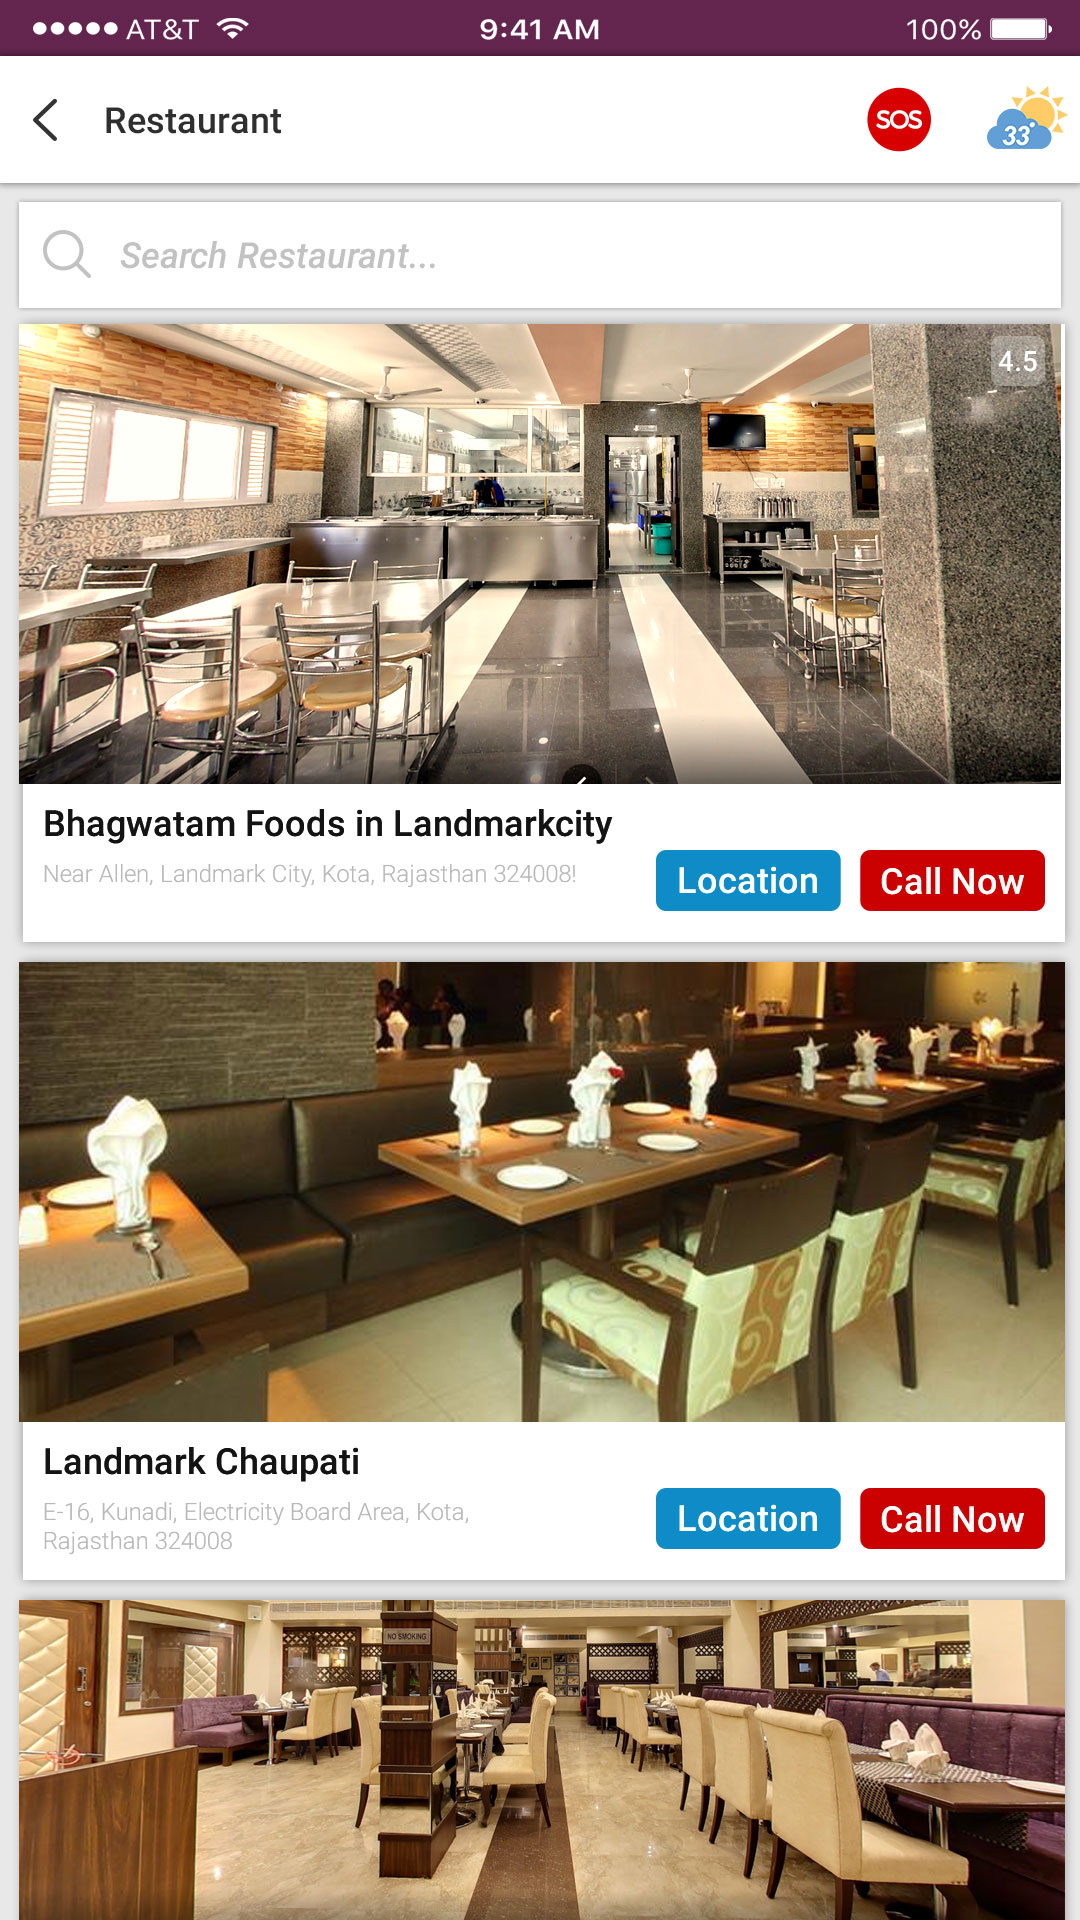 AT&T 9:41 AM 100%
Restaurant SOS 33°
Search Restaurant...
4.5
Bhagwatam Foods in Landmarkcity
Near Allen, Landmark City, Kota, Rajasthan 324008!
Location Call Now
Landmark Chaupati
E-16, Kunadi, Electricity Board Area, Kota,
Rajasthan 324008
Location Call Now
NO SMOKING